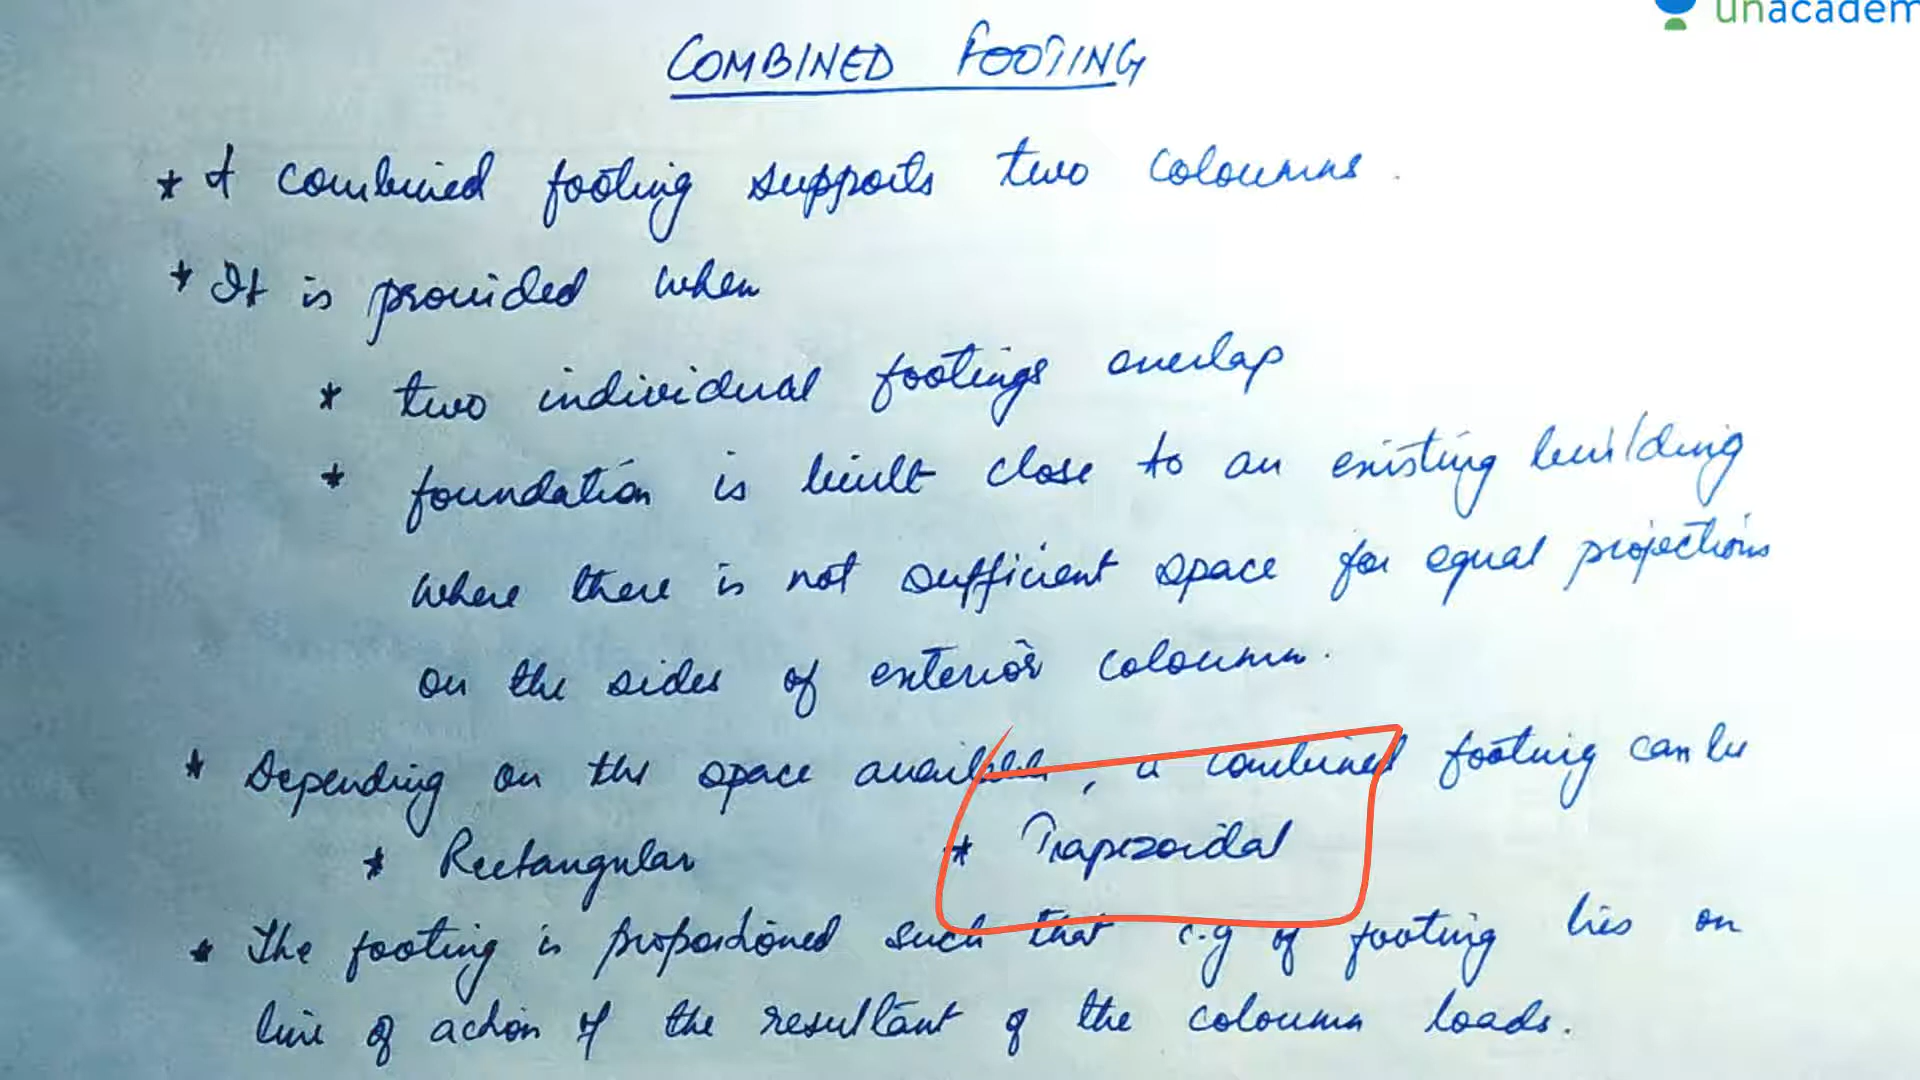 unacadem
COMBINED FOOTING
* A combined footing supports two coloumns.
* It is provided when
* two individual footings overlap
* foundation is built close to an existing building
where there is not sufficient space for equal projections
on the sides of exterior coloumn.
* Depending on the space available, a combined footing can be
* Rectangular * Trapezoidal
* The footing is proportioned such that c.g of footing lies on
line of action of the resultant of the coloumn loads.